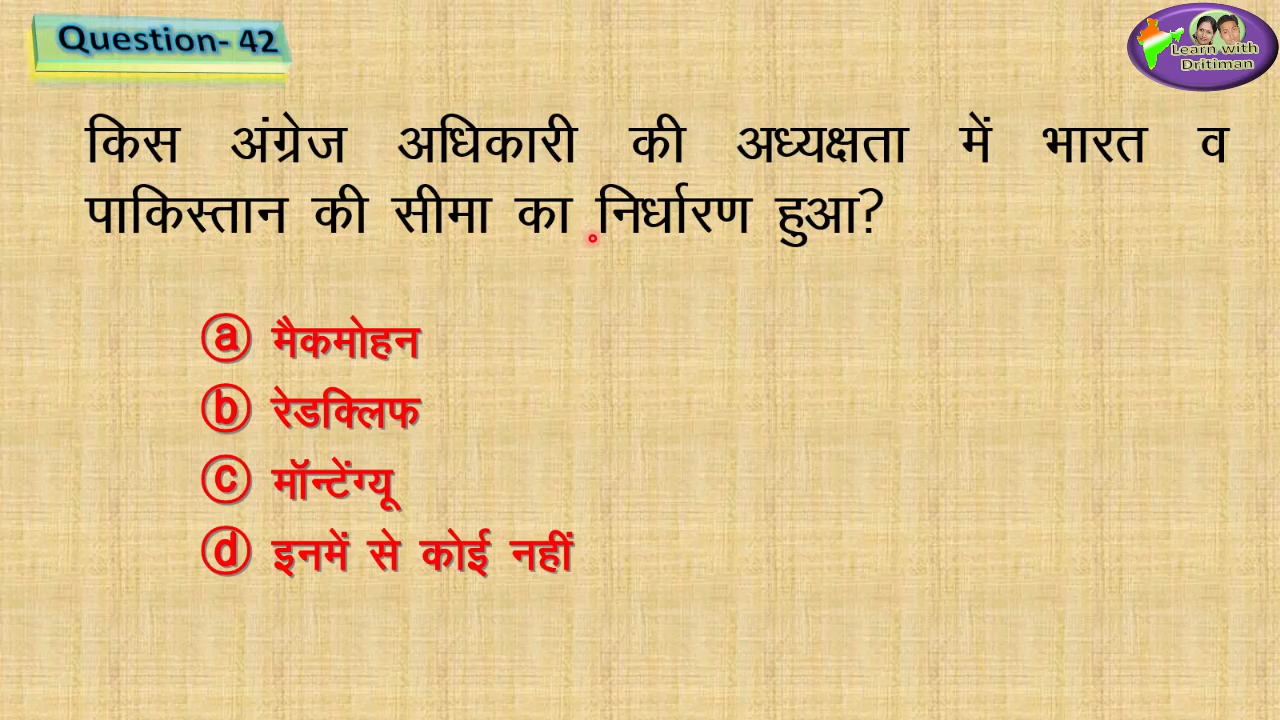 Question- 42
Learn with
Dritiman
किस अंग्रेज अधिकारी की अध्यक्षता में भारत व
पाकिस्तान की सीमा का निर्धारण हुआ?
ⓐ मैकमोहन
ⓑ रेडक्लिफ
ⓒ मॉन्टेंग्यू
ⓓ इनमें से कोई नहीं